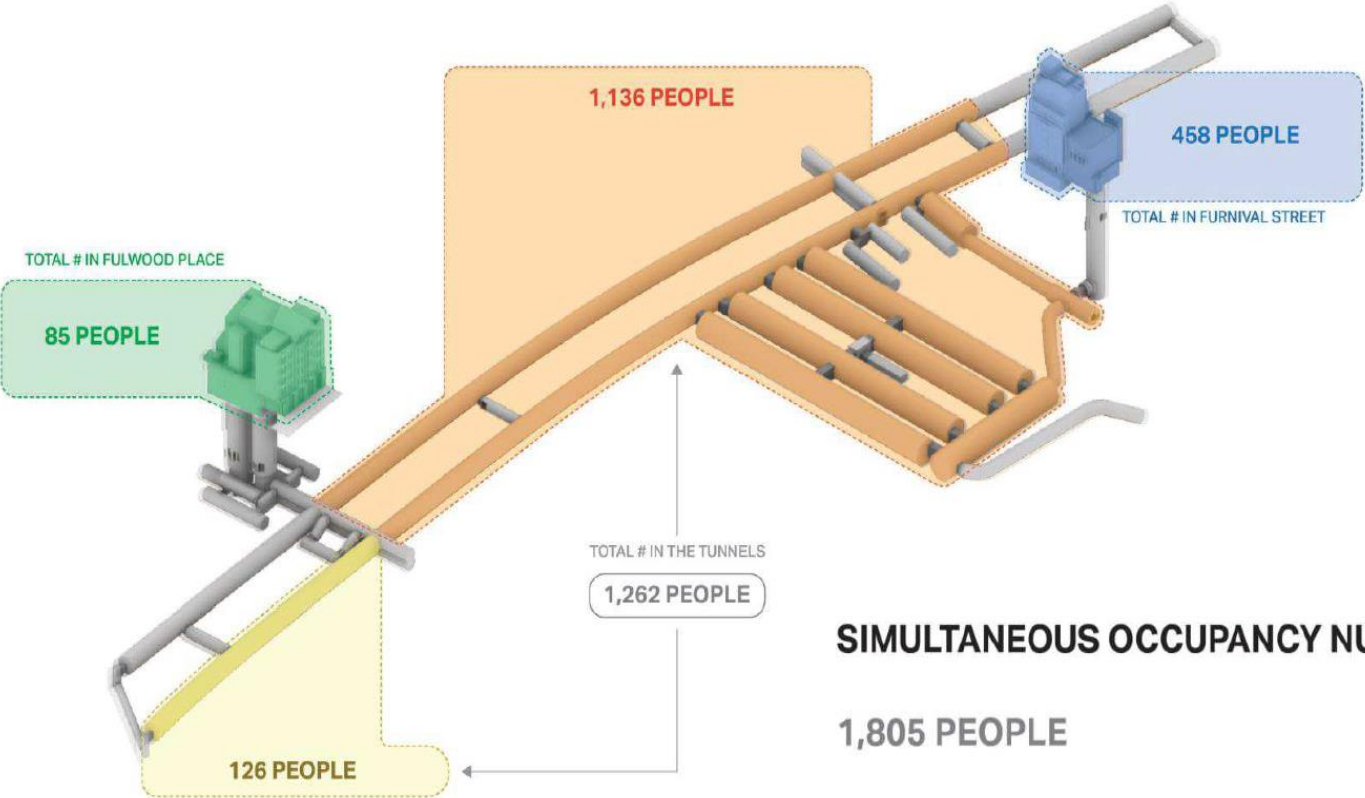 1,136 PEOPLE
458 PEOPLE
TOTAL # IN FURNIVAL STREET
TOTAL # IN FULWOOD PLACE
85 PEOPLE
TOTAL # IN THE TUNNELS
1,262 PEOPLE
SIMULTANEOUS OCCUPANCY NU
1,805 PEOPLE
126 PEOPLE